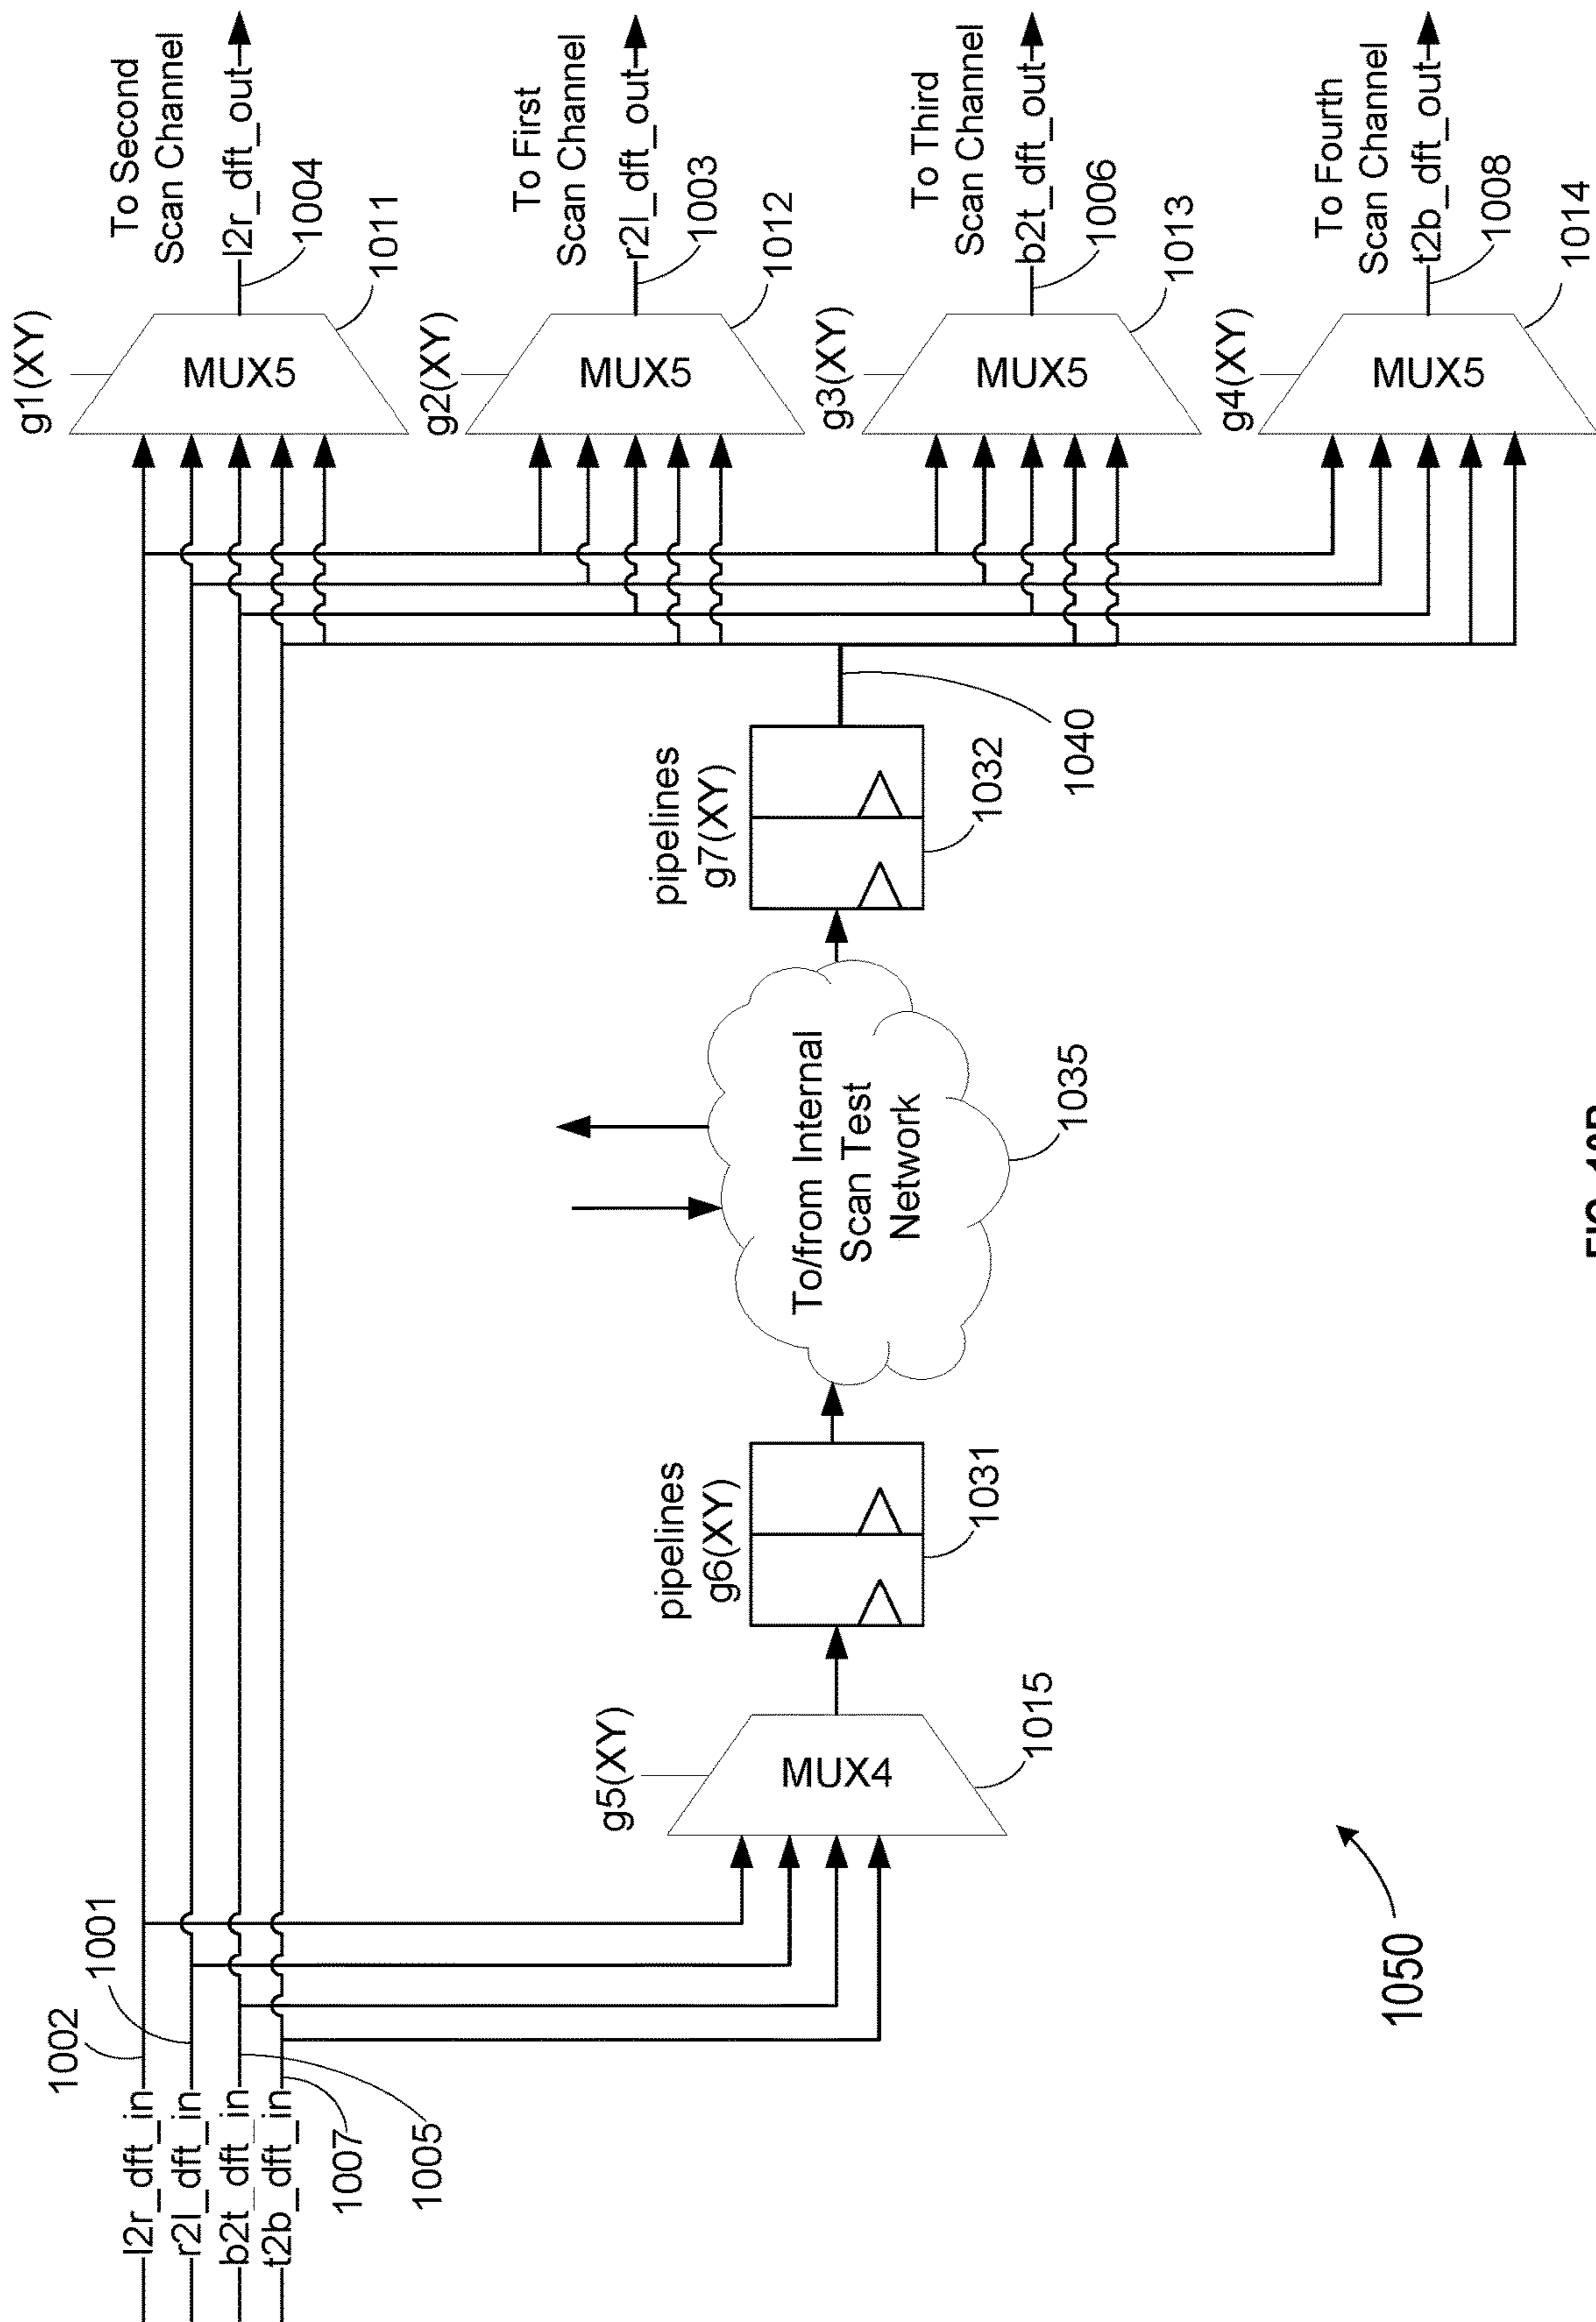 g1(XY)
To Second
Scan Channel
MUX5
l2r_dft_out
1004
1011
g2(XY)
To First
Scan Channel
MUX5
r2l_dft_out
1003
1012
g3(XY)
To Third
Scan Channel
MUX5
b2t_dft_out
1006
1013
g4(XY)
To Fourth
Scan Channel
MUX5
t2b_dft_out
1008
1014
1002
1001
l2r_dft_in
r2l_dft_in
b2t_dft_in
t2b_dft_in
1007
1005
g5(XY)
MUX4
1015
pipelines
g6(XY)
1031
To/from Internal
Scan Test
Network
1035
pipelines
g7(XY)
1032
1040
1050